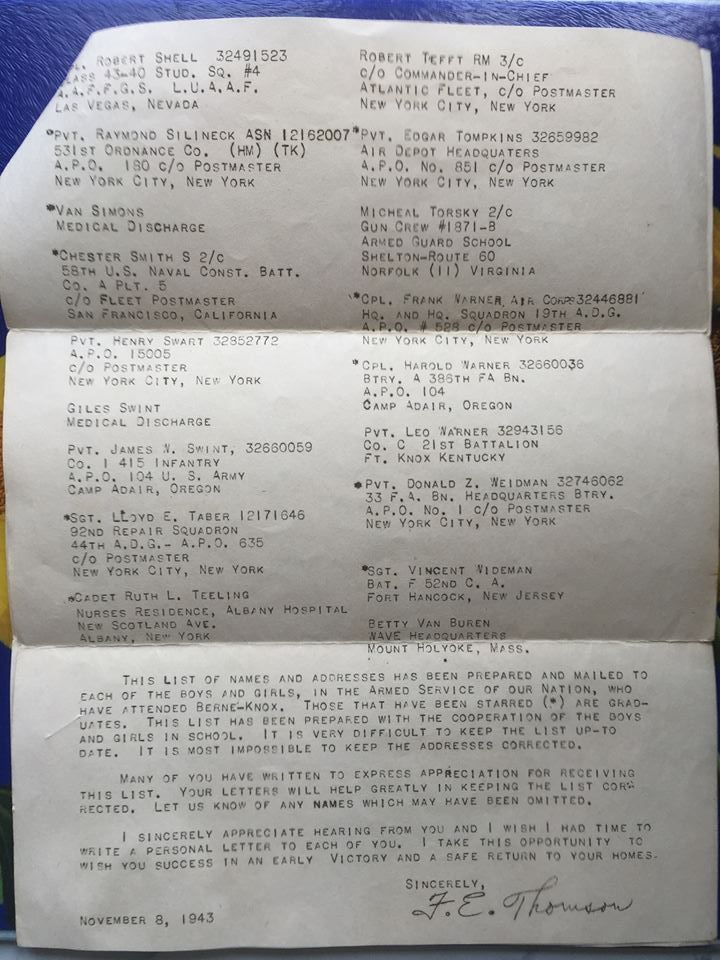 ROBERT SHELL 32491523
43-40 STUD. SQ. #4
A.A.F.F.G.S. L.U.A.A.F.
LAS VEGAS, NEVADA
*PVT. RAYMOND SILINECK ASN 12162007
531ST ORDNANCE CO. (HM) (TK)
A.P.O. 180 C/O POSTMASTER
NEW YORK CITY, NEW YORK
*VAN SIMONS
MEDICAL DISCHARGE
*CHESTER SMITH S 2/C
58TH U.S. NAVAL CONST. BATT.
CO. A PLT. 5
C/O FLEET POSTMASTER
SAN FRANCISCO, CALIFORNIA
PVT. HENRY SWART 32852772
A.P.O. 15005
C/O POSTMASTER
NEW YORK CITY, NEW YORK
GILES SWINT
MEDICAL DISCHARGE
PVT. JAMES W. SWINT, 32660059
CO. I 415 INFANTRY
A.P.O. 104 U. S. ARMY
CAMP ADAIR, OREGON
*SGT. LLOYD E. TABER 12171646
92ND REPAIR SQUADRON
44TH A.D.G.- A.P.O. 635
C/O POSTMASTER
NEW YORK CITY, NEW YORK
*CADET RUTH L. TEELING
NURSES RESIDENCE, ALBANY HOSPITAL
NEW SCOTLAND AVE.
ALBANY, NEW YORK
ROBERT TEFFT RM 3/C
C/O COMMANDER-IN-CHIEF
ATLANTIC FLEET, C/O POSTMASTER
NEW YORK CITY, NEW YORK
*PVT. EDGAR TOMPKINS 32659982
AIR DEPOT HEADQUATERS
A.P.O. NO. 851 C/O POSTMASTER
NEW YORK CITY, NEW YORK
MICHEAL TORSKY 2/C
GUN CREW #1871-B
ARMED GUARD SCHOOL
SHELTON-ROUTE 60
NORFOLK (11) VIRGINIA
*CPL. FRANK WARNER, AIR CORPS 32446881
HQ. AND HQ. SQUADRON 19TH A.D.G.
A.P.O. # 528 C/O POSTMASTER
NEW YORK CITY, NEW YORK
*CPL. HAROLD WARNER 32660036
BTRY. A 386TH FA BN.
A.P.O. 104
CAMP ADAIR, OREGON
PVT. LEO WARNER 32943156
CO. C 21ST BATTALION
FT. KNOX KENTUCKY
*PVT. DONALD Z. WEIDMAN 32746062
33 F.A. BN. HEADQUARTERS BTRY.
A.P.O. NO. 1 C/O POSTMASTER
NEW YORK CITY, NEW YORK
*SGT. VINCENT WIDEMAN
BAT. F 52ND C. A.
FORT HANCOCK, NEW JERSEY
BETTY VAN BUREN
WAVE HEADQUARTERS
MOUNT HOLYOKE, MASS.
THIS LIST OF NAMES AND ADDRESSES HAS BEEN PREPARED AND MAILED TO
EACH OF THE BOYS AND GIRLS, IN THE ARMED SERVICE OF OUR NATION, WHO
HAVE ATTENDED BERNE-KNOX. THOSE THAT HAVE BEEN STARRED (*) ARE GRAD-
UATES. THIS LIST HAS BEEN PREPARED WITH THE COOPERATION OF THE BOYS
AND GIRLS IN SCHOOL. IT IS VERY DIFFICULT TO KEEP THE LIST UP-TO
DATE. IT IS MOST IMPOSSIBLE TO KEEP THE ADDRESSES CORRECTED.
MANY OF YOU HAVE WRITTEN TO EXPRESS APPRECIATION FOR RECEIVING
THIS LIST. YOUR LETTERS WILL HELP GREATLY IN KEEPING THE LIST COR-
RECTED. LET US KNOW OF ANY NAMES WHICH MAY HAVE BEEN OMITTED.
I SINCERELY APPRECIATE HEARING FROM YOU AND I WISH I HAD TIME TO
WRITE A PERSONAL LETTER TO EACH OF YOU. I TAKE THIS OPPORTUNITY TO
WISH YOU SUCCESS IN AN EARLY VICTORY AND A SAFE RETURN TO YOUR HOMES.
SINCERELY,
F. E. Thomson
NOVEMBER 8, 1943